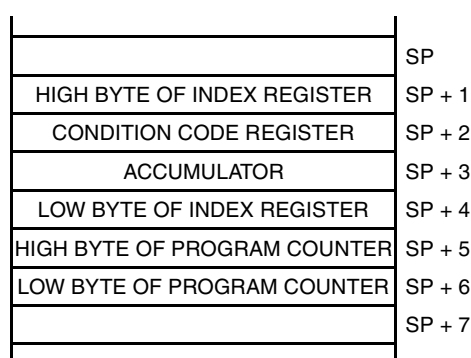 SP
HIGH BYTE OF INDEX REGISTER SP + 1
CONDITION CODE REGISTER SP + 2
ACCUMULATOR SP + 3
LOW BYTE OF INDEX REGISTER SP + 4
HIGH BYTE OF PROGRAM COUNTER SP + 5
LOW BYTE OF PROGRAM COUNTER SP + 6
SP + 7